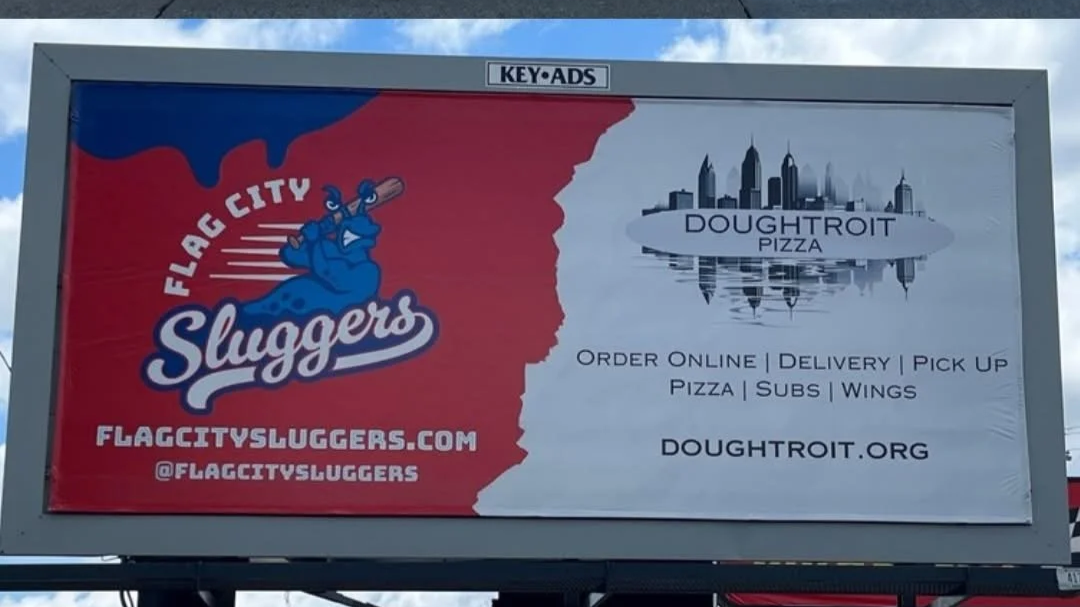 KEY•ADS
FLAG CITY
Sluggers
FLAGCITYSLUGGERS.COM
@FLAGCITYSLUGGERS
DOUGHTROIT
PIZZA
ORDER ONLINE | DELIVERY | PICK UP
PIZZA | SUBS | WINGS
DOUGHTROIT.ORG